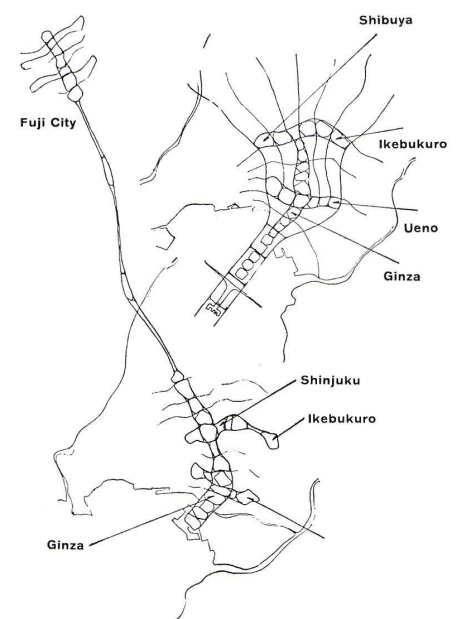 Shibuya
Fuji City
Ikebukuro
Ueno
Ginza
Shinjuku
Ikebukuro
Ginza